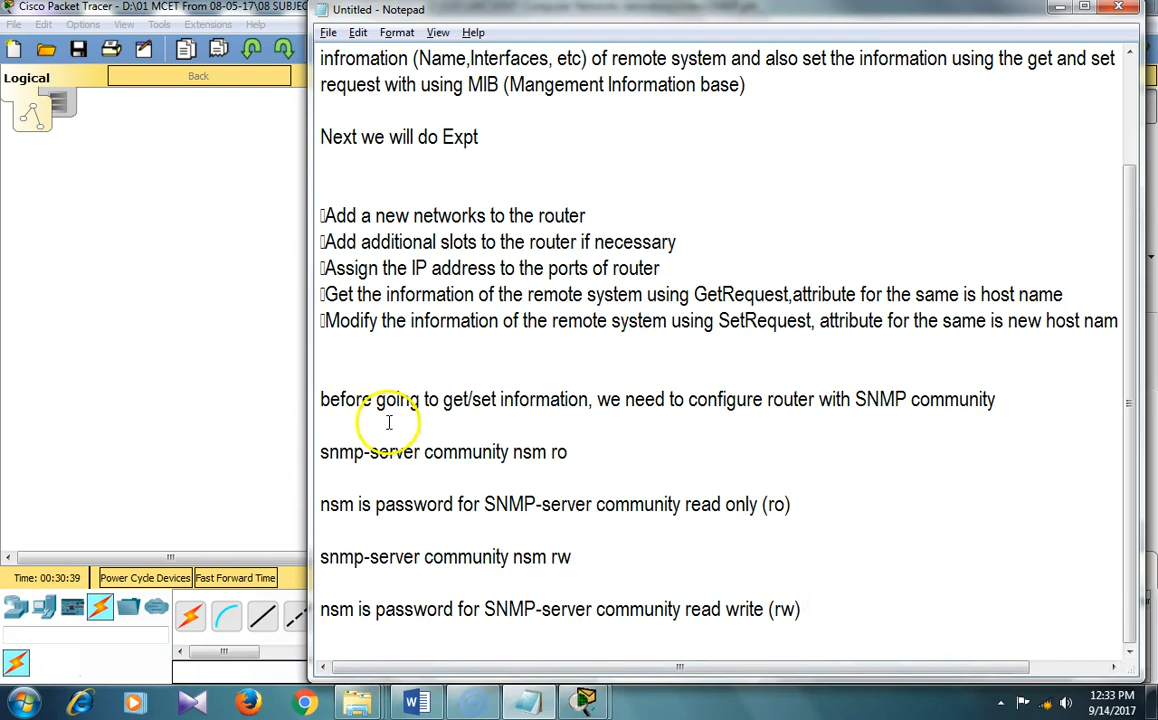 Cisco Packet Tracer - D:\01 MCET 08-05-17\08 SUBJEC
Untitled - Notepad
File Edit Options View Tools Extensions Help
File Edit Format View Help
Logical
Back
infromation (Name,Interfaces, etc) of remote system and also set the information using the get and set
request with using MIB (Mangement Information base)
Next we will do Expt
Add a new networks to the router
Add additional slots to the router if necessary
Assign the IP address to the ports of router
Get the information of the remote system using GetRequest,attribute for the same is host name
Modify the information of the remote system using SetRequest, attribute for the same is new host nam
before going to get/set information, we need to configure router with SNMP community
snmp-server community nsm ro
nsm is password for SNMP-server community read only (ro)
snmp-server community nsm rw
nsm is password for SNMP-server community read write (rw)
Time: 00:30:39 Power Cycle Devices Fast Forward Time
12:33 PM
9/14/2017